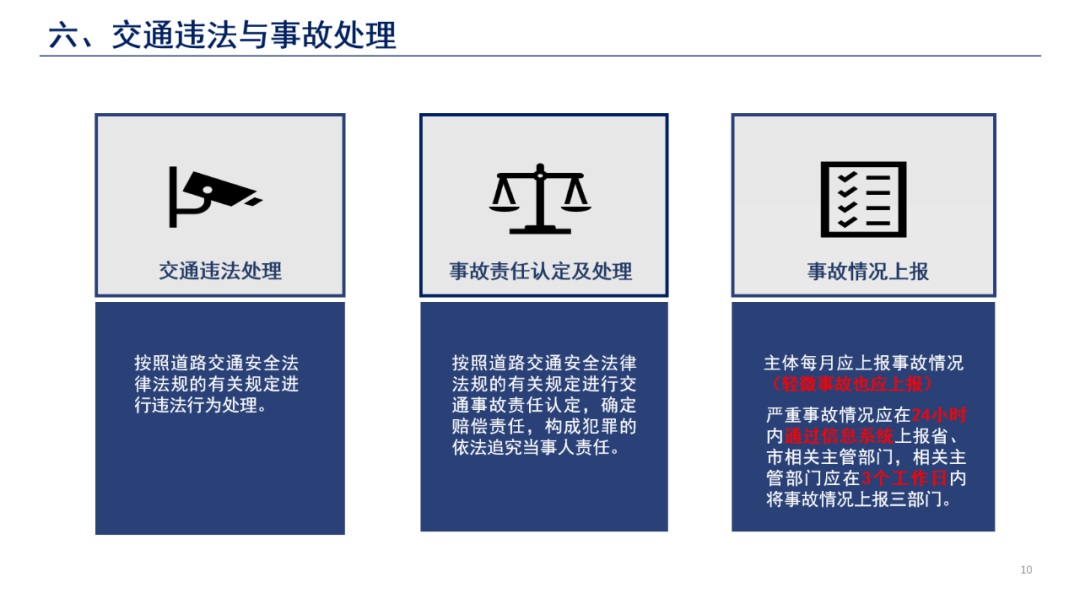 六、交通违法与事故处理
交通违法处理
按照道路交通安全法
律法规的有关规定进
行违法行为处理。
事故责任认定及处理
按照道路交通安全法律
法规的有关规定进行交
通事故责任认定，确定
赔偿责任，构成犯罪的
依法追究当事人责任。
事故情况上报
主体每月应上报事故情况
（轻微事故也应上报）
严重事故情况应在24小时
内通过信息系统上报省、
市相关主管部门，相关主
管部门应在3个工作日内
将事故情况上报三部门。
10